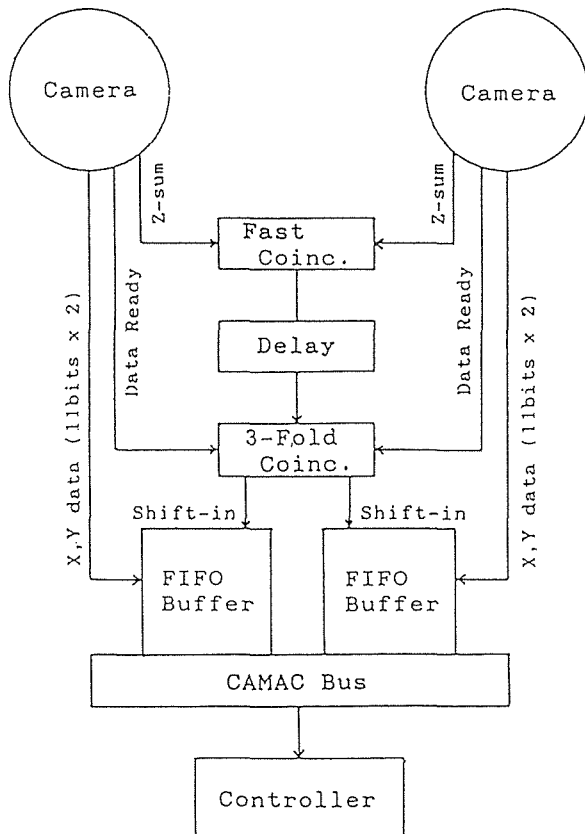 Camera
Camera
Z-sum
Z-sum
Fast
Coinc.
Data Ready
Data Ready
X,Y data (11bits x 2)
X,Y data (11bits x 2)
Delay
3-Fold
Coinc.
Shift-in
Shift-in
FIFO
Buffer
FIFO
Buffer
CAMAC Bus
Controller